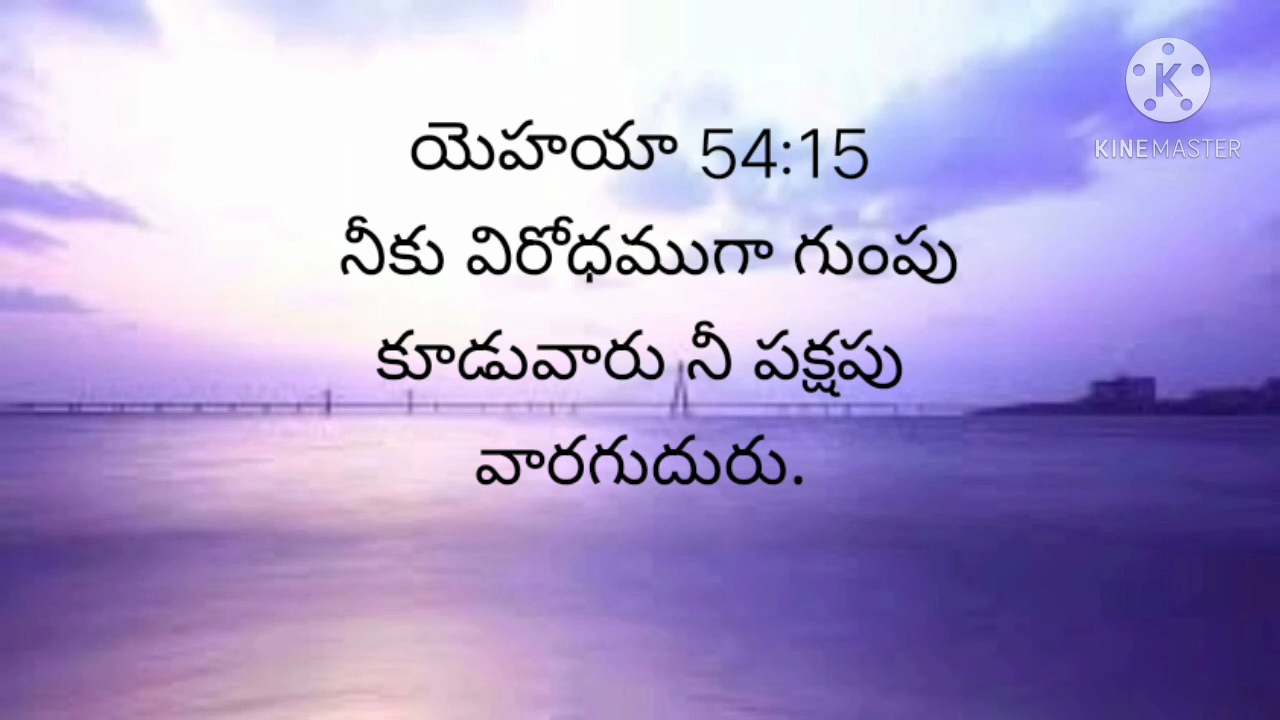 యెహయా 54:15
నీకు విరోధముగా గుంపు
కూడువారు నీ పక్షపు
వారగుదురు.
K
KINEMASTER